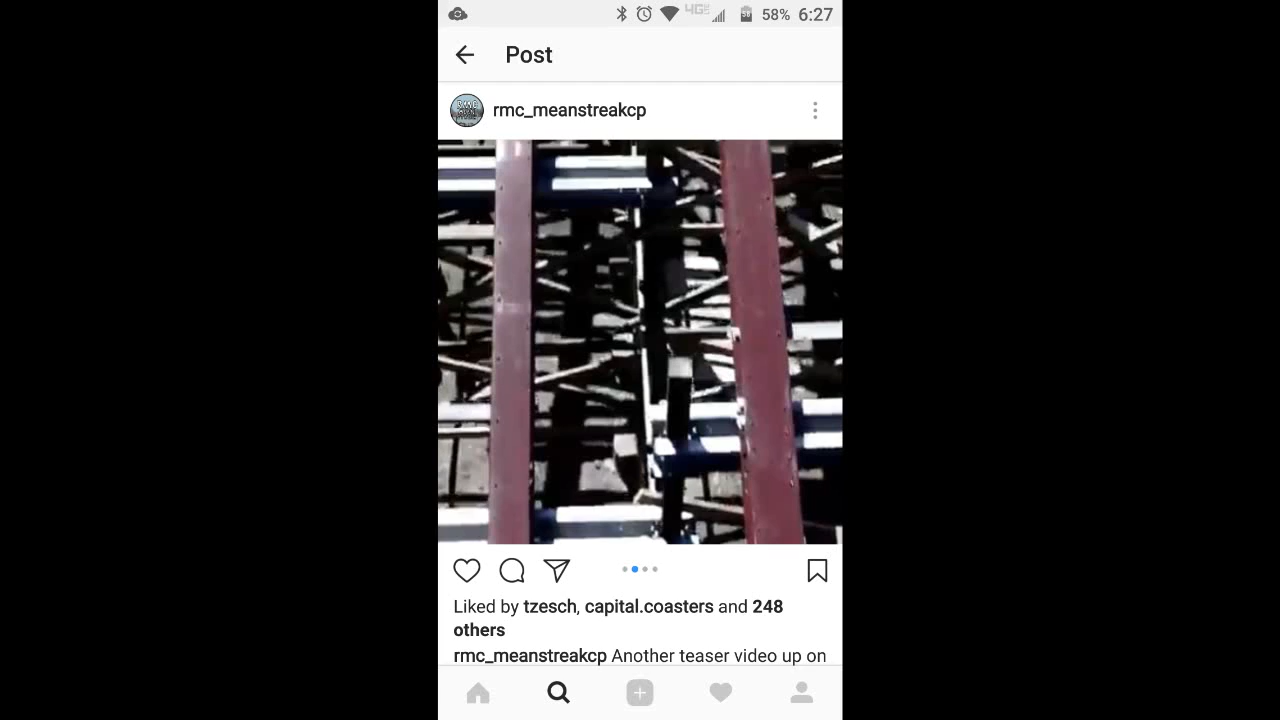 58% 6:27
Post
rmc_meanstreakcp
Liked by tzesch, capital.coasters and 248
others
rmc_meanstreakcp Another teaser video up on